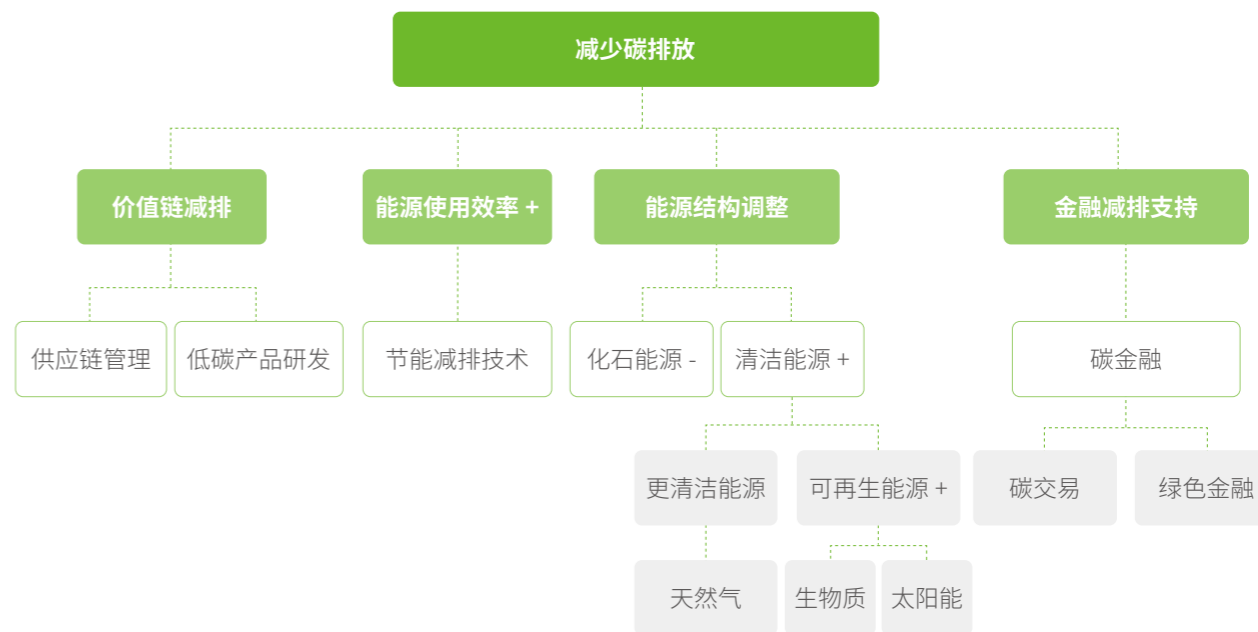 减少碳排放
价值链减排
能源使用效率 +
能源结构调整
金融减排支持
供应链管理
低碳产品研发
节能减排技术
化石能源 -
清洁能源 +
碳金融
更清洁能源
可再生能源 +
碳交易
绿色金融
天然气
生物质
太阳能